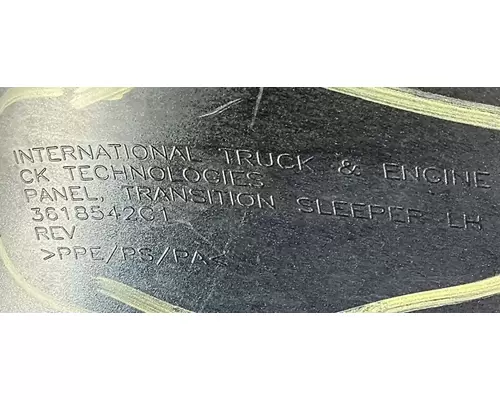 INTERNATIONAL TRUCK & ENGINE
CK TECHNOLOGIES
PANEL, TRANSITION SLEEPER LH
3618542C1
REV
>PPE/PS/PA<